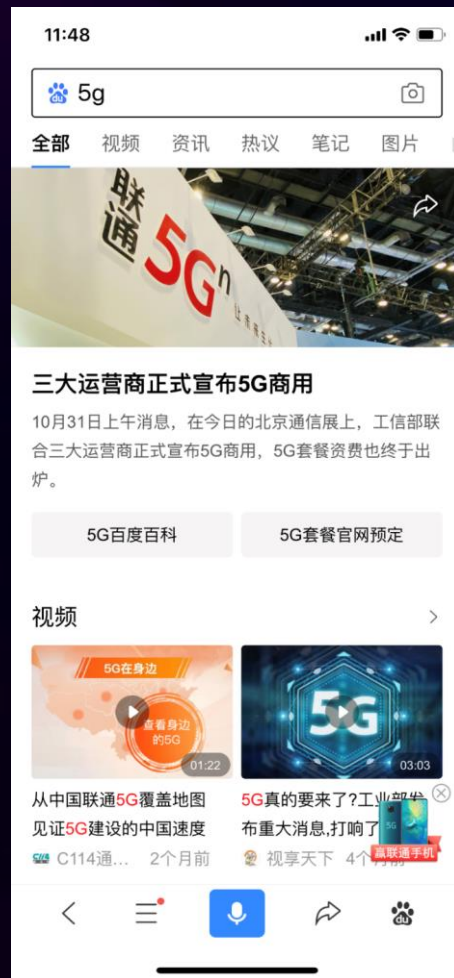 11:48
du 5g
全部 视频 资讯 热议 笔记 图片
联通 5Gⁿ 让未来生长
三大运营商正式宣布5G商用
10月31日上午消息，在今日的北京通信展上，工信部联
合三大运营商正式宣布5G商用，5G套餐资费也终于出
炉。
5G百度百科 5G套餐官网预定
视频
5G在身边
查看身边
的5G
01:22
5G
03:03
从中国联通5G覆盖地图
见证5G建设的中国速度
C114通... 2个月前
5G真的要来了?工业部发
布重大消息,打响了
视享天下 4个月前
5G
赢联通手机
du